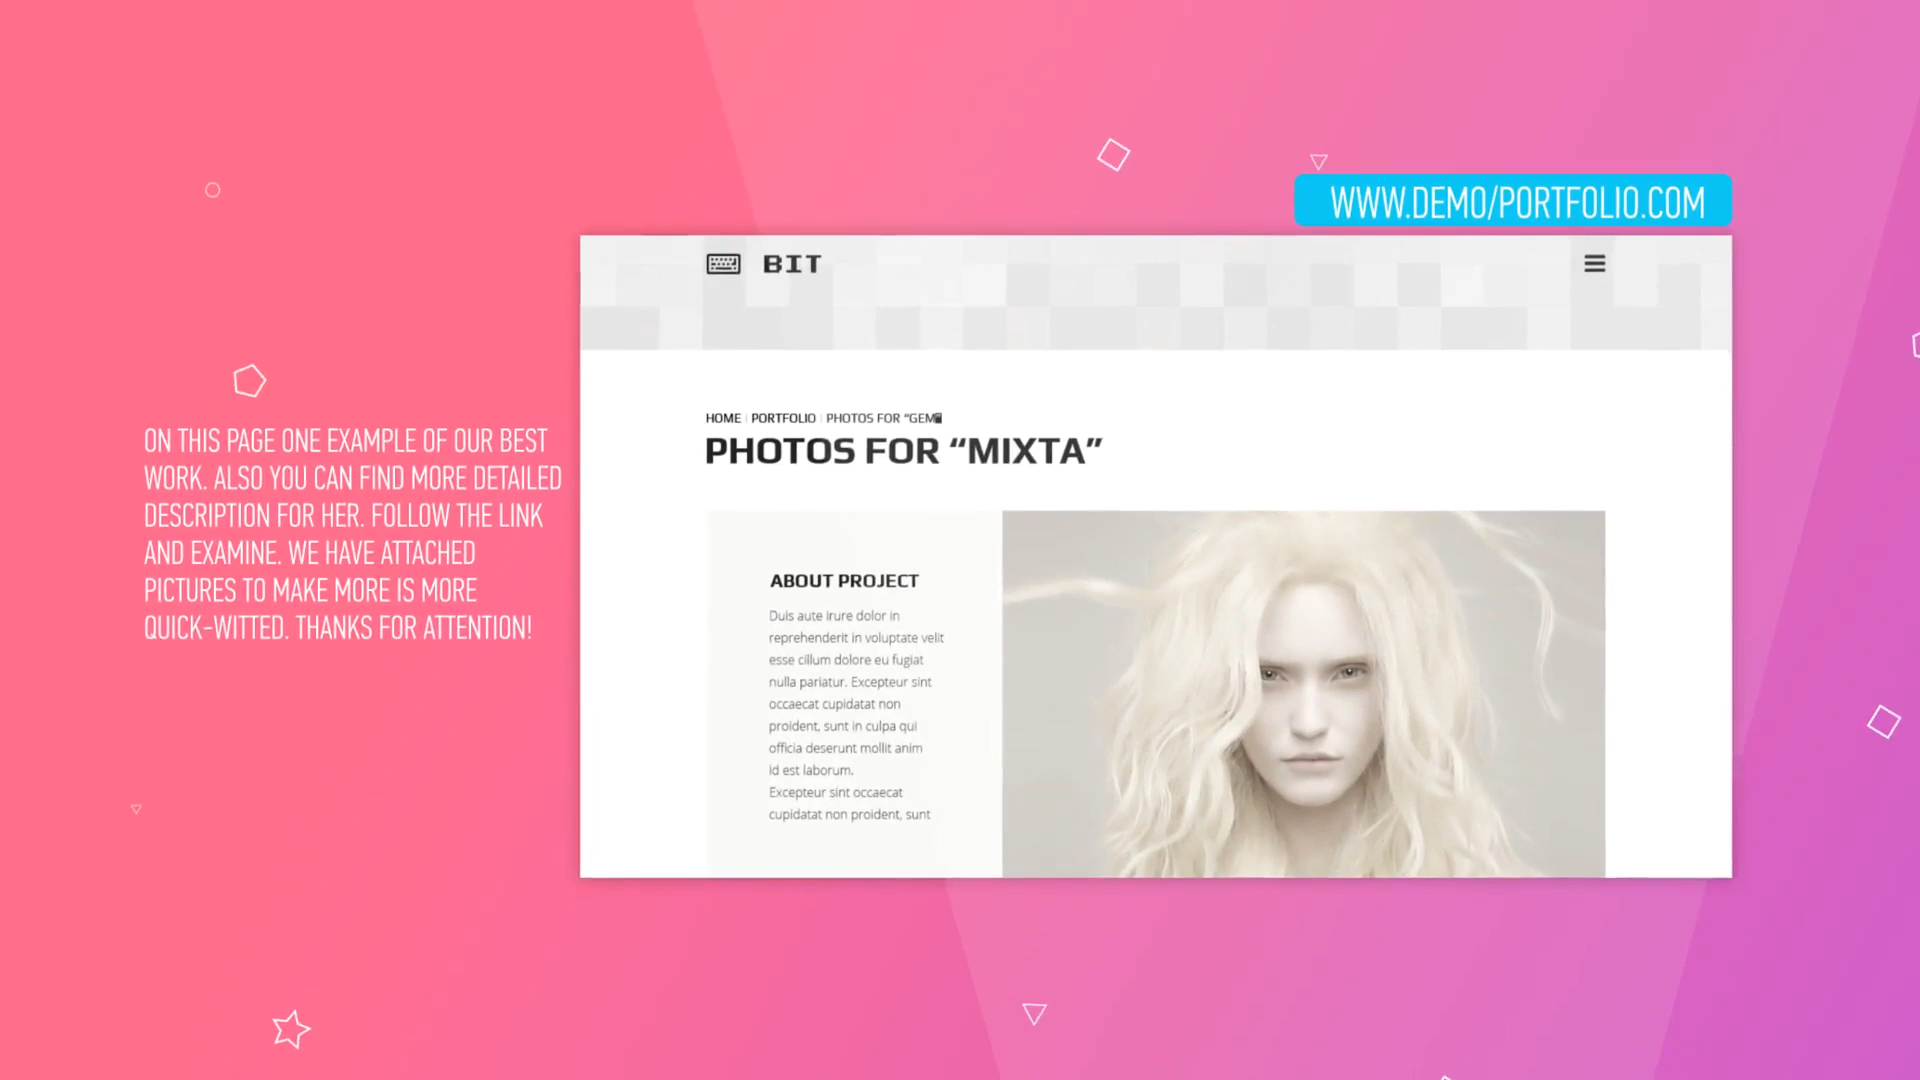 WWW.DEMO/PORTFOLIO.COM
BIT
HOME | PORTFOLIO | PHOTOS FOR “GEM
PHOTOS FOR “MIXTA”
ON THIS PAGE ONE EXAMPLE OF OUR BEST
WORK. ALSO YOU CAN FIND MORE DETAILED
DESCRIPTION FOR HER. FOLLOW THE LINK
AND EXAMINE. WE HAVE ATTACHED
PICTURES TO MAKE MORE IS MORE
QUICK-WITTED. THANKS FOR ATTENTION!
ABOUT PROJECT
Duis aute irure dolor in
reprehenderit in voluptate velit
esse cillum dolore eu fugiat
nulla pariatur. Excepteur sint
occaecat cupidatat non
proident, sunt in culpa qui
officia deserunt mollit anim
id est laborum.
Excepteur sint occaecat
cupidatat non proident, sunt